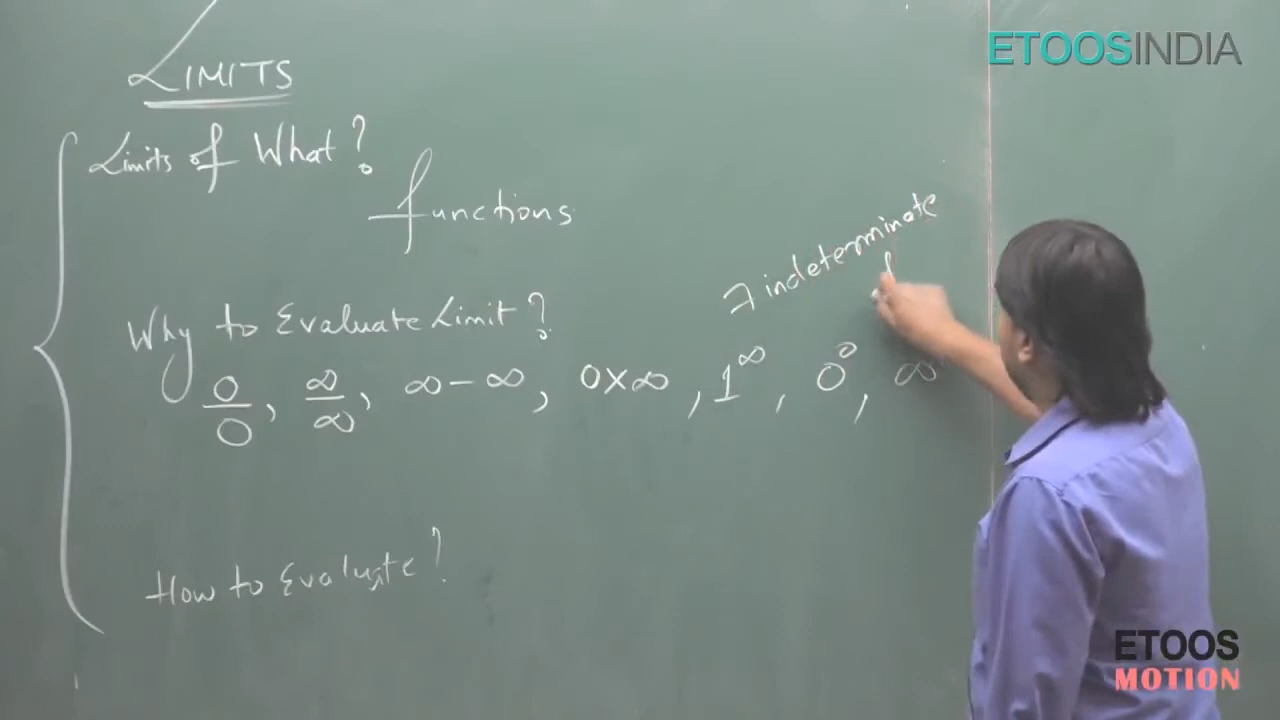 LIMITS
Limits of What?
functions
Why to Evaluate Limit?
7 indeterminate
0/0, ∞/∞, ∞ - ∞, 0 × ∞, 1^∞, 0^0, ∞
How to Evaluate?
ETOOSINDIA
ETOOS
MOTION